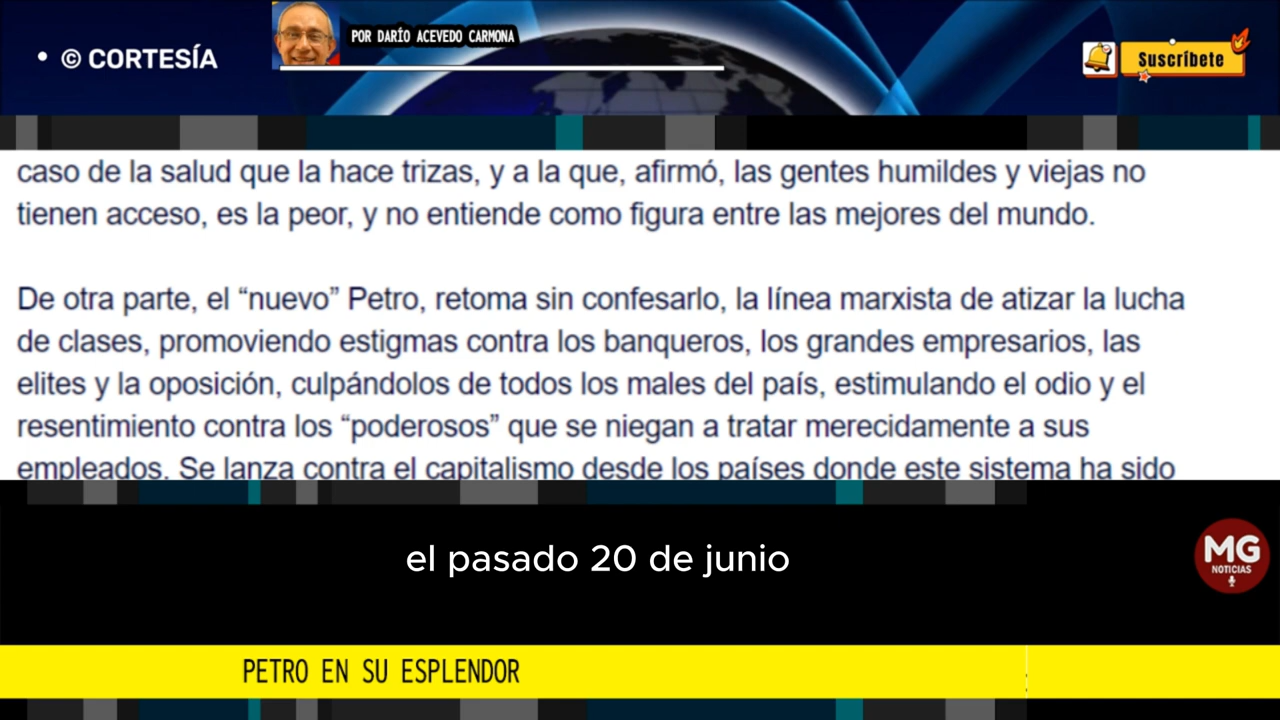 • © CORTESÍA
POR DARÍO ACEVEDO CARMONA
Suscríbete
caso de la salud que la hace trizas, y a la que, afirmó, las gentes humildes y viejas no
tienen acceso, es la peor, y no entiende como figura entre las mejores del mundo.
De otra parte, el “nuevo” Petro, retoma sin confesarlo, la línea marxista de atizar la lucha
de clases, promoviendo estigmas contra los banqueros, los grandes empresarios, las
elites y la oposición, culpándolos de todos los males del país, estimulando el odio y el
resentimiento contra los “poderosos” que se niegan a tratar merecidamente a sus
empleados. Se lanza contra el capitalismo desde los países donde este sistema ha sido
el pasado 20 de junio
MG
NOTICIAS
PETRO EN SU ESPLENDOR